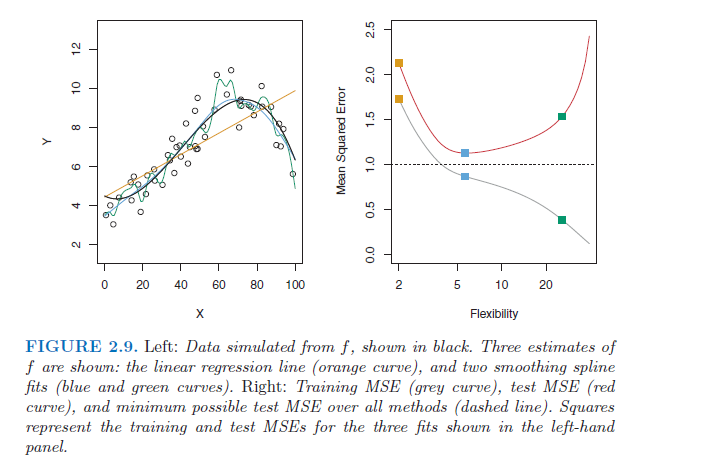 12
10
8
6
4
2
Y
0 20 40 60 80 100
X
2.5
2.0
1.5
1.0
0.5
0.0
Mean Squared Error
2 5 10 20
Flexibility
FIGURE 2.9. Left: Data simulated from f, shown in black. Three estimates of
f are shown: the linear regression line (orange curve), and two smoothing spline
fits (blue and green curves). Right: Training MSE (grey curve), test MSE (red
curve), and minimum possible test MSE over all methods (dashed line). Squares
represent the training and test MSEs for the three fits shown in the left-hand
panel.